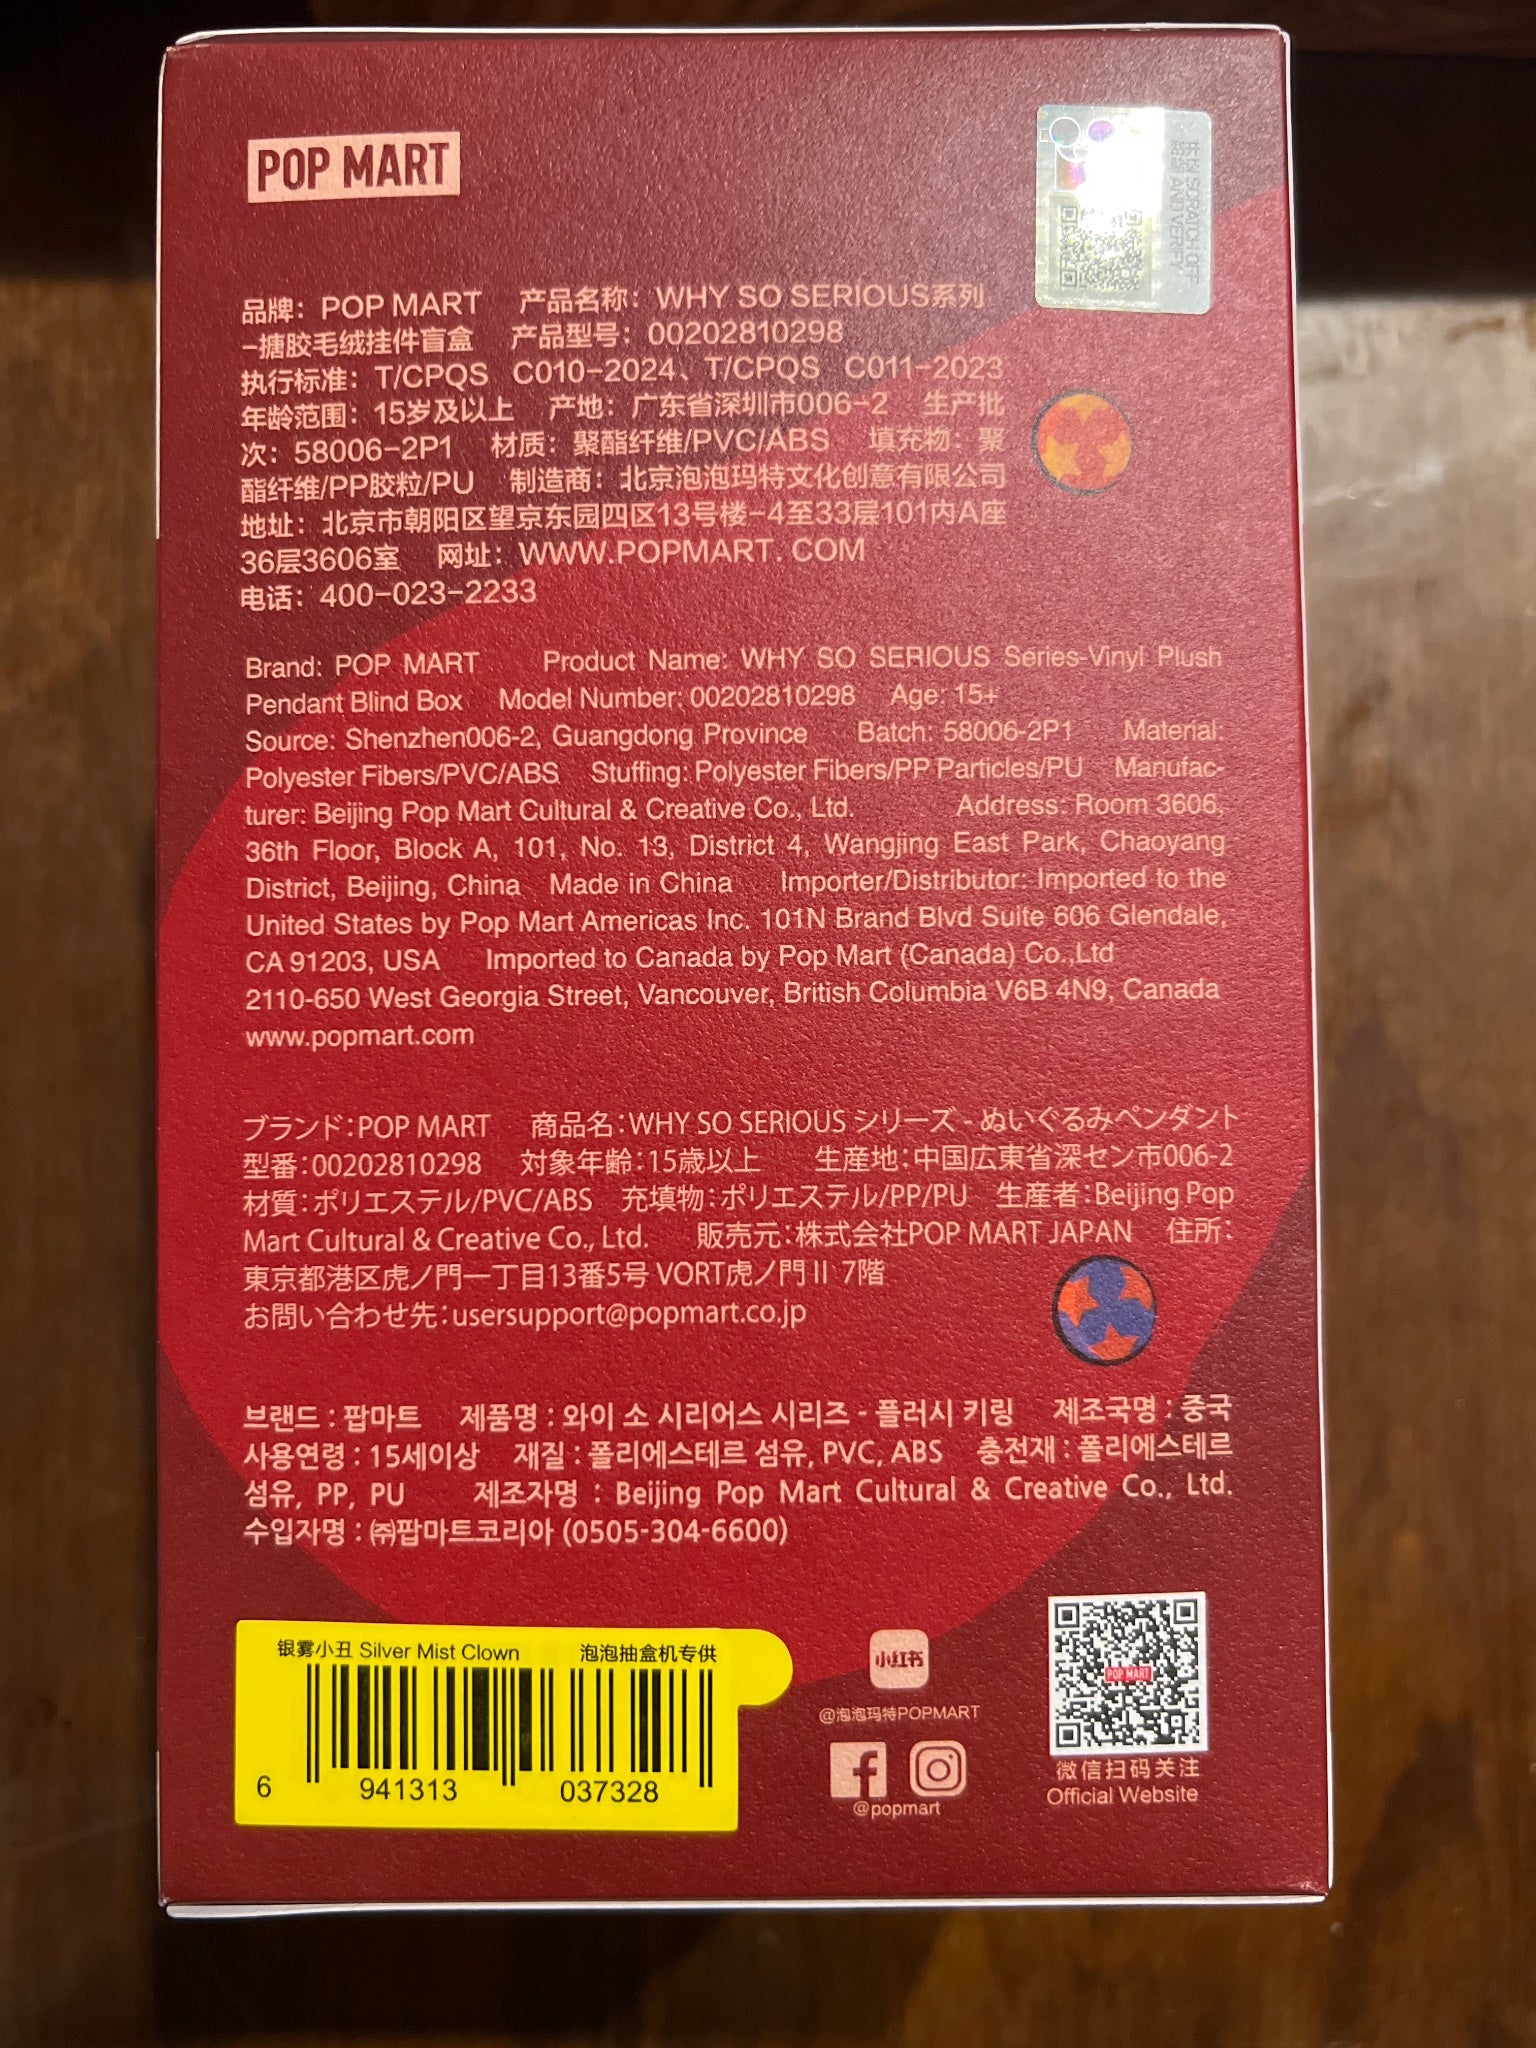 POP MART
长按 SCRATCH OFF
AND VERIFY
品牌：POP MART 产品名称：WHY SO SERIOUS系列
-搪胶毛绒挂件盲盒 产品型号：00202810298
执行标准：T/CPQS C010-2024、T/CPQS C011-2023
年龄范围：15岁及以上 产地：广东省深圳市006-2 生产批
次：58006-2P1 材质：聚酯纤维/PVC/ABS 填充物：聚
酯纤维/PP胶粒/PU 制造商：北京泡泡玛特文化创意有限公司
地址：北京市朝阳区望京东园四区13号楼-4至33层101内A座
36层3606室 网址：WWW.POPMART. COM
电话：400-023-2233
Brand: POP MART Product Name: WHY SO SERIOUS Series-Vinyl Plush
Pendant Blind Box Model Number: 00202810298 Age: 15+
Source: Shenzhen006-2, Guangdong Province Batch: 58006-2P1 Material:
Polyester Fibers/PVC/ABS Stuffing: Polyester Fibers/PP Particles/PU Manufac-
turer: Beijing Pop Mart Cultural & Creative Co., Ltd. Address: Room 3606,
36th Floor, Block A, 101, No. 13, District 4, Wangjing East Park, Chaoyang
District, Beijing, China Made in China Importer/Distributor: Imported to the
United States by Pop Mart Americas Inc. 101N Brand Blvd Suite 606 Glendale,
CA 91203, USA Imported to Canada by Pop Mart (Canada) Co.,Ltd
2110-650 West Georgia Street, Vancouver, British Columbia V6B 4N9, Canada
www.popmart.com
ブランド：POP MART 商品名：WHY SO SERIOUS シリーズ - ぬいぐるみペンダント
型番：00202810298 対象年齢：15歳以上 生産地：中国広東省深セン市006-2
材質：ポリエステル/PVC/ABS 充填物：ポリエステル/PP/PU 生産者：Beijing Pop
Mart Cultural & Creative Co., Ltd. 販売元：株式会社POP MART JAPAN 住所：
東京都港区虎ノ門一丁目13番5号 VORT虎ノ門Ⅱ 7階
お問い合わせ先：usersupport@popmart.co.jp
브랜드 : 팝마트 제품명 : 와이 소 시리어스 시리즈 - 플러시 키링 제조국명 : 중국
사용연령 : 15세이상 재질 : 폴리에스테르 섬유, PVC, ABS 충전재 : 폴리에스테르
섬유, PP, PU 제조자명 : Beijing Pop Mart Cultural & Creative Co., Ltd.
수입자명 : ㈜팝마트코리아 (0505-304-6600)
银雾小丑 Silver Mist Clown 泡泡抽盒机专供
6 941313 037328
小红书
@泡泡玛特POPMART
@popmart
POP MART
微信扫码关注
Official Website